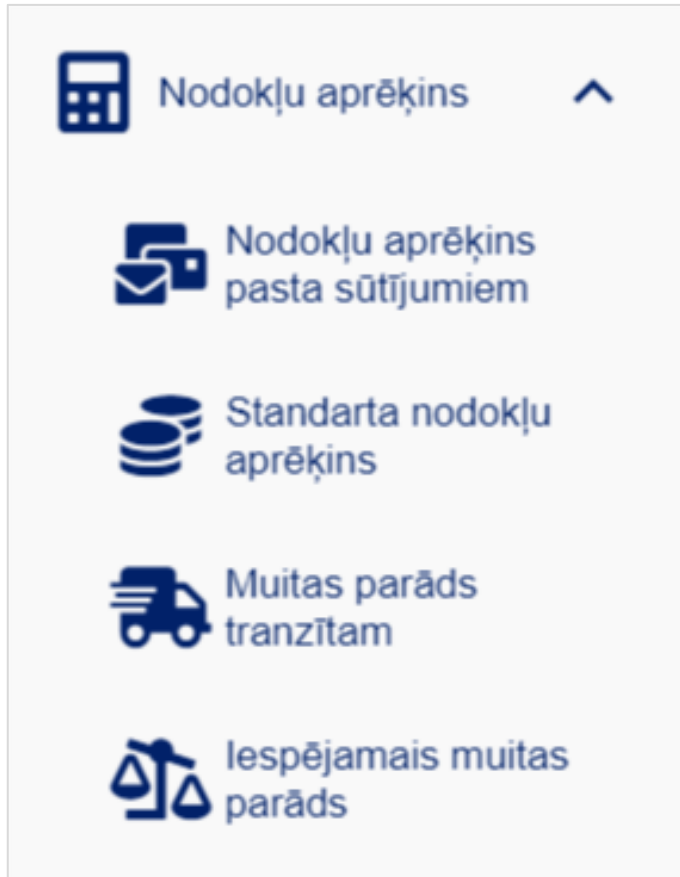 Nodokļu aprēķins
Nodokļu aprēķins
pasta sūtījumiem
Standarta nodokļu
aprēķins
Muitas parāds
tranzītam
Iespējamais muitas
parāds